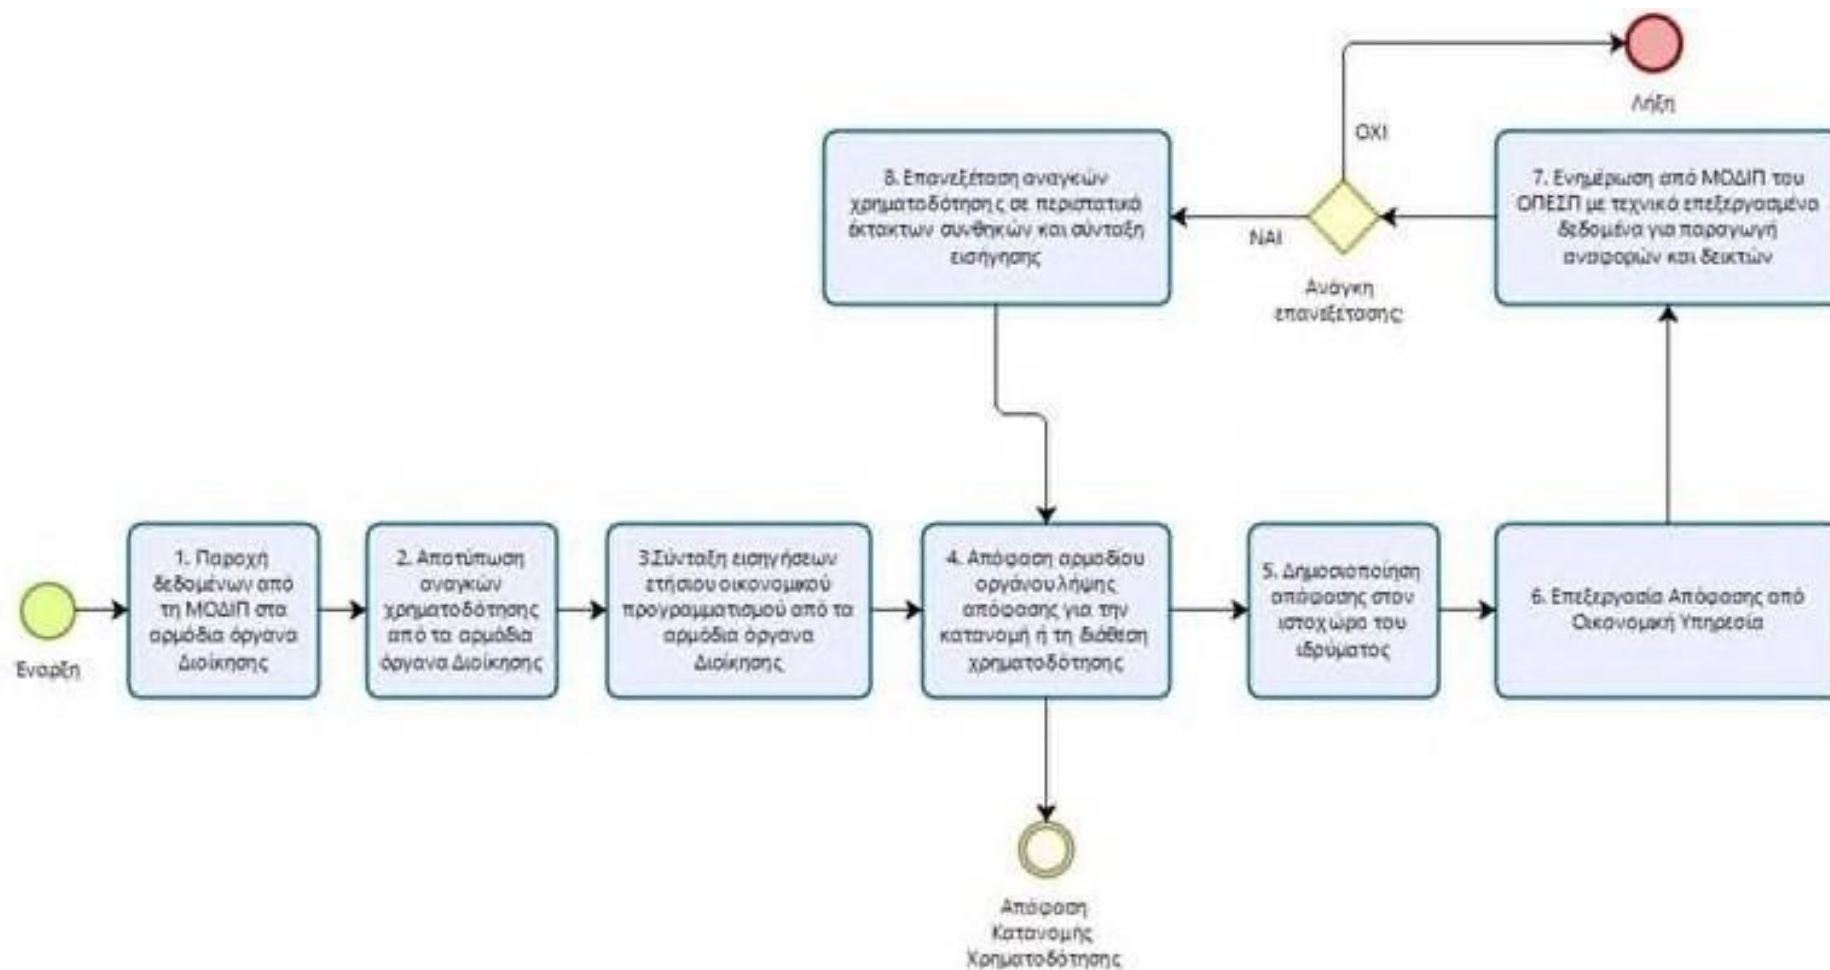 Λήξη
ΟΧΙ
8. Επανεξέταση αναγκών
χρηματοδότησης σε περιστατικά
έκτακτων συνθηκών και σύνταξη
εισήγησης
ΝΑΙ
Ανάγκη
επανεξέτασης;
7. Ενημέρωση από ΜΟΔΙΠ του
ΟΠΕΣΠ με τεχνικά επεξεργασμένα
δεδομένα για παραγωγή
αναφορών και δεικτών
Έναρξη
1. Παροχή
δεδομένων από
τη ΜΟΔΙΠ στα
αρμόδια όργανα
Διοίκησης
2. Αποτύπωση
αναγκών
χρηματοδότησης
από τα αρμόδια
όργανα Διοίκησης
3.Σύνταξη εισηγήσεων
ετήσιου οικονομικού
προγραμματισμού από τα
αρμόδια όργανα
Διοίκησης
4. Απόφαση αρμοδίου
οργάνου λήψης
απόφασης για την
κατανομή ή τη διάθεση
χρηματοδότησης
5. Δημοσιοποίηση
απόφασης στον
ιστοχώρο του
ιδρύματος
6. Επεξεργασία Απόφασης από
Οικονομική Υπηρεσία
Απόφαση
Κατανομής
Χρηματοδότησης